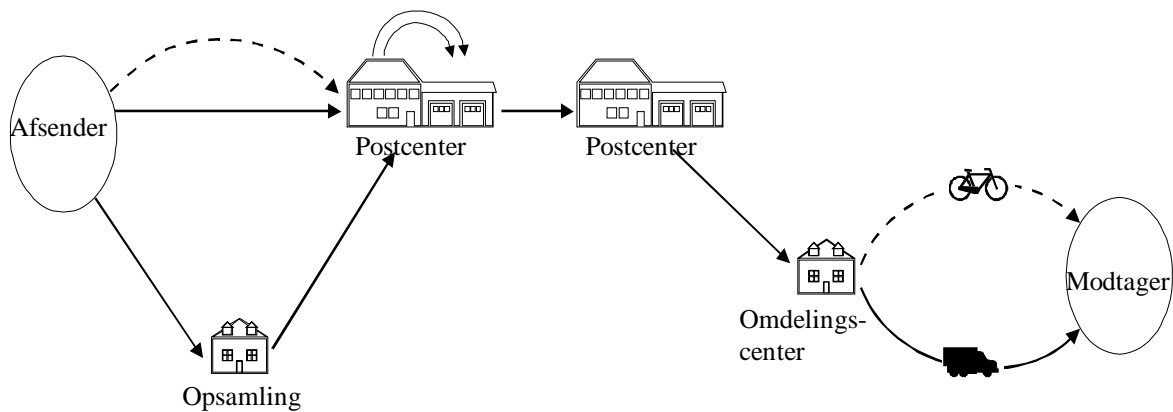 Afsender
Postcenter
Postcenter
Modtager
Omdelings-
center
Opsamling